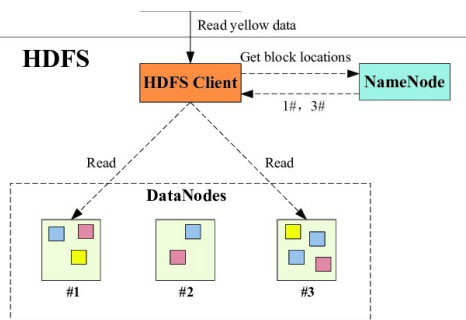 Read yellow data
HDFS
Get block locations
HDFS Client
NameNode
1#，3#
Read
Read
DataNodes
#1
#2
#3